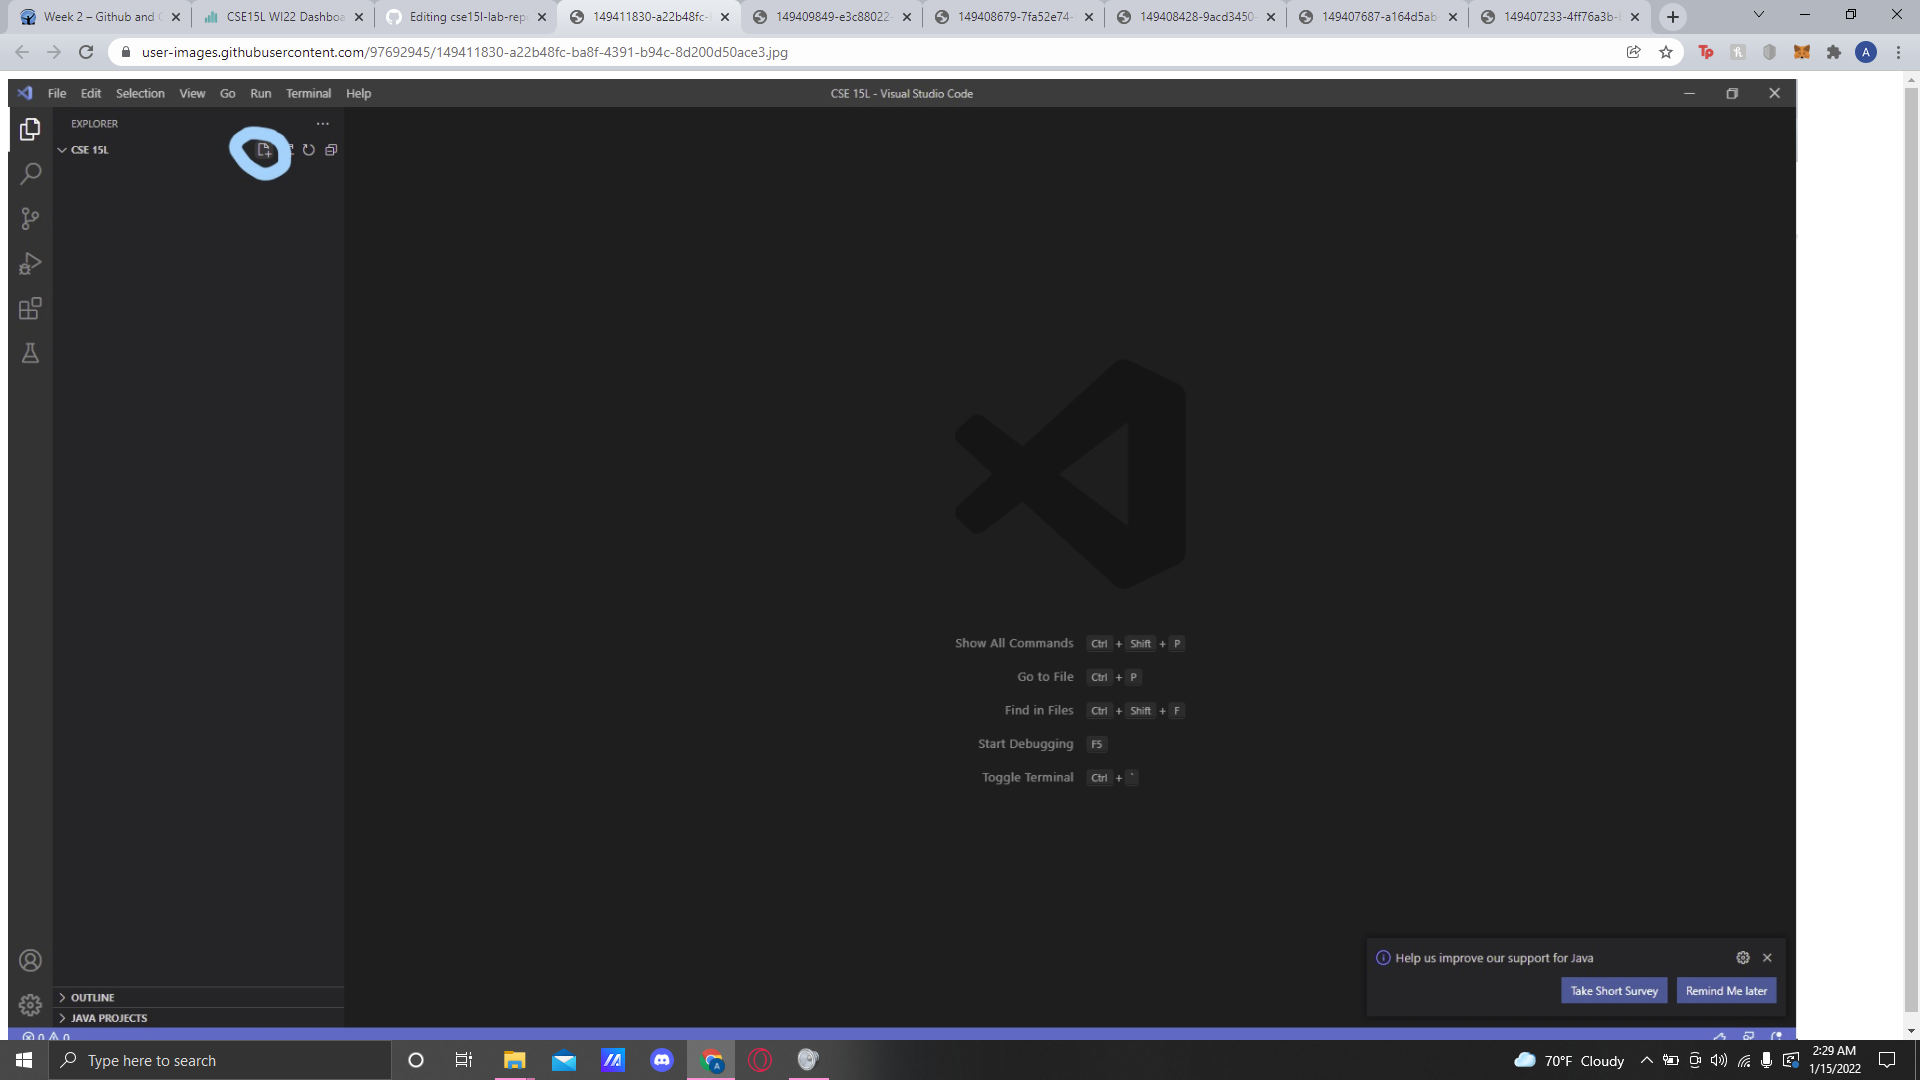 Week 2 – Github and
CSE15L WI22 Dashboa
Editing cse15l-lab-rep
149411830-a22b48fc-
149409849-e3c88022-
149408679-7fa52e74-
149408428-9acd3450-
149407687-a164d5ab-
149407233-4ff76a3b-
user-images.githubusercontent.com/97692945/149411830-a22b48fc-ba8f-4391-b94c-8d200d50ace3.jpg
A
File Edit Selection View Go Run Terminal Help
CSE 15L - Visual Studio Code
EXPLORER
CSE 15L
Show All Commands Ctrl + Shift + P
Go to File Ctrl + P
Find in Files Ctrl + Shift + F
Start Debugging F5
Toggle Terminal Ctrl + `
Help us improve our support for Java
Take Short Survey Remind Me later
OUTLINE
JAVA PROJECTS
0 0
Type here to search
A
70°F Cloudy
2:29 AM
1/15/2022